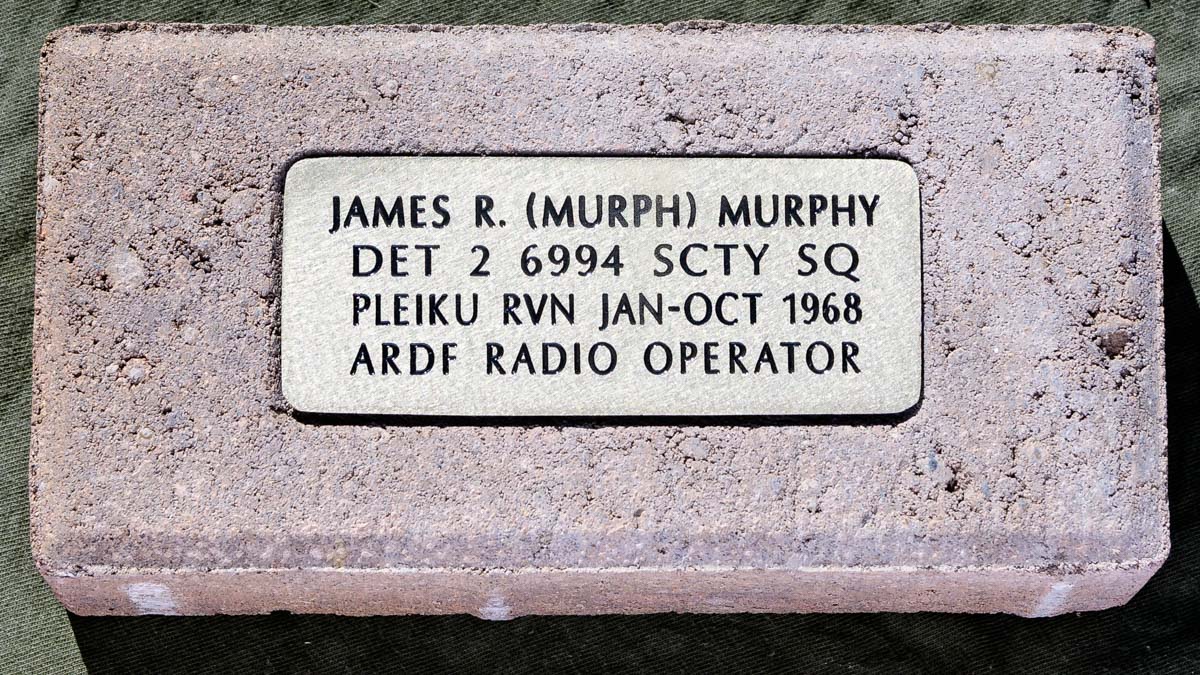 JAMES R. (MURPH) MURPHY
DET 2 6994 SCTY SQ
PLEIKU RVN JAN-OCT 1968
ARDF RADIO OPERATOR